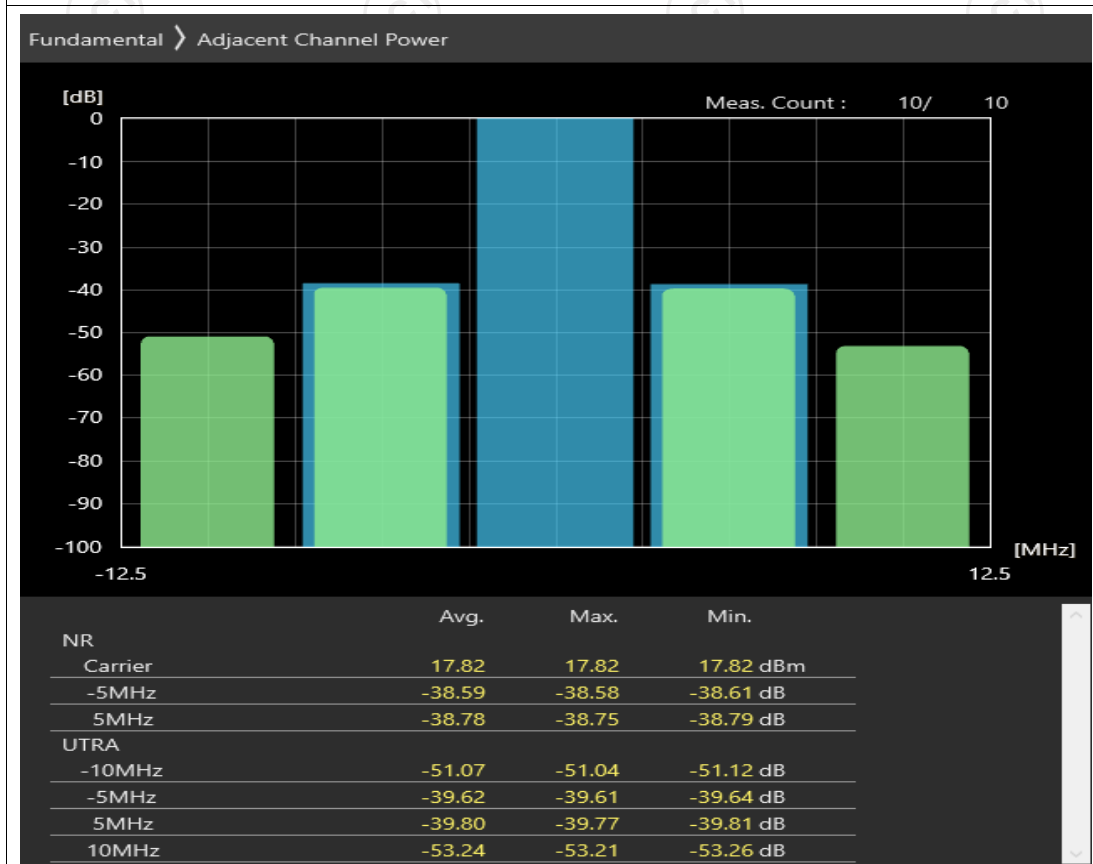 Fundamental ❯ Adjacent Channel Power
[dB]
Meas. Count : 10/ 10
0
-10
-20
-30
-40
-50
-60
-70
-80
-90
-100
[MHz]
-12.5 12.5
Avg. Max. Min.
NR
Carrier 17.82 17.82 17.82 dBm
-5MHz -38.59 -38.58 -38.61 dB
5MHz -38.78 -38.75 -38.79 dB
UTRA
-10MHz -51.07 -51.04 -51.12 dB
-5MHz -39.62 -39.61 -39.64 dB
5MHz -39.80 -39.77 -39.81 dB
10MHz -53.24 -53.21 -53.26 dB